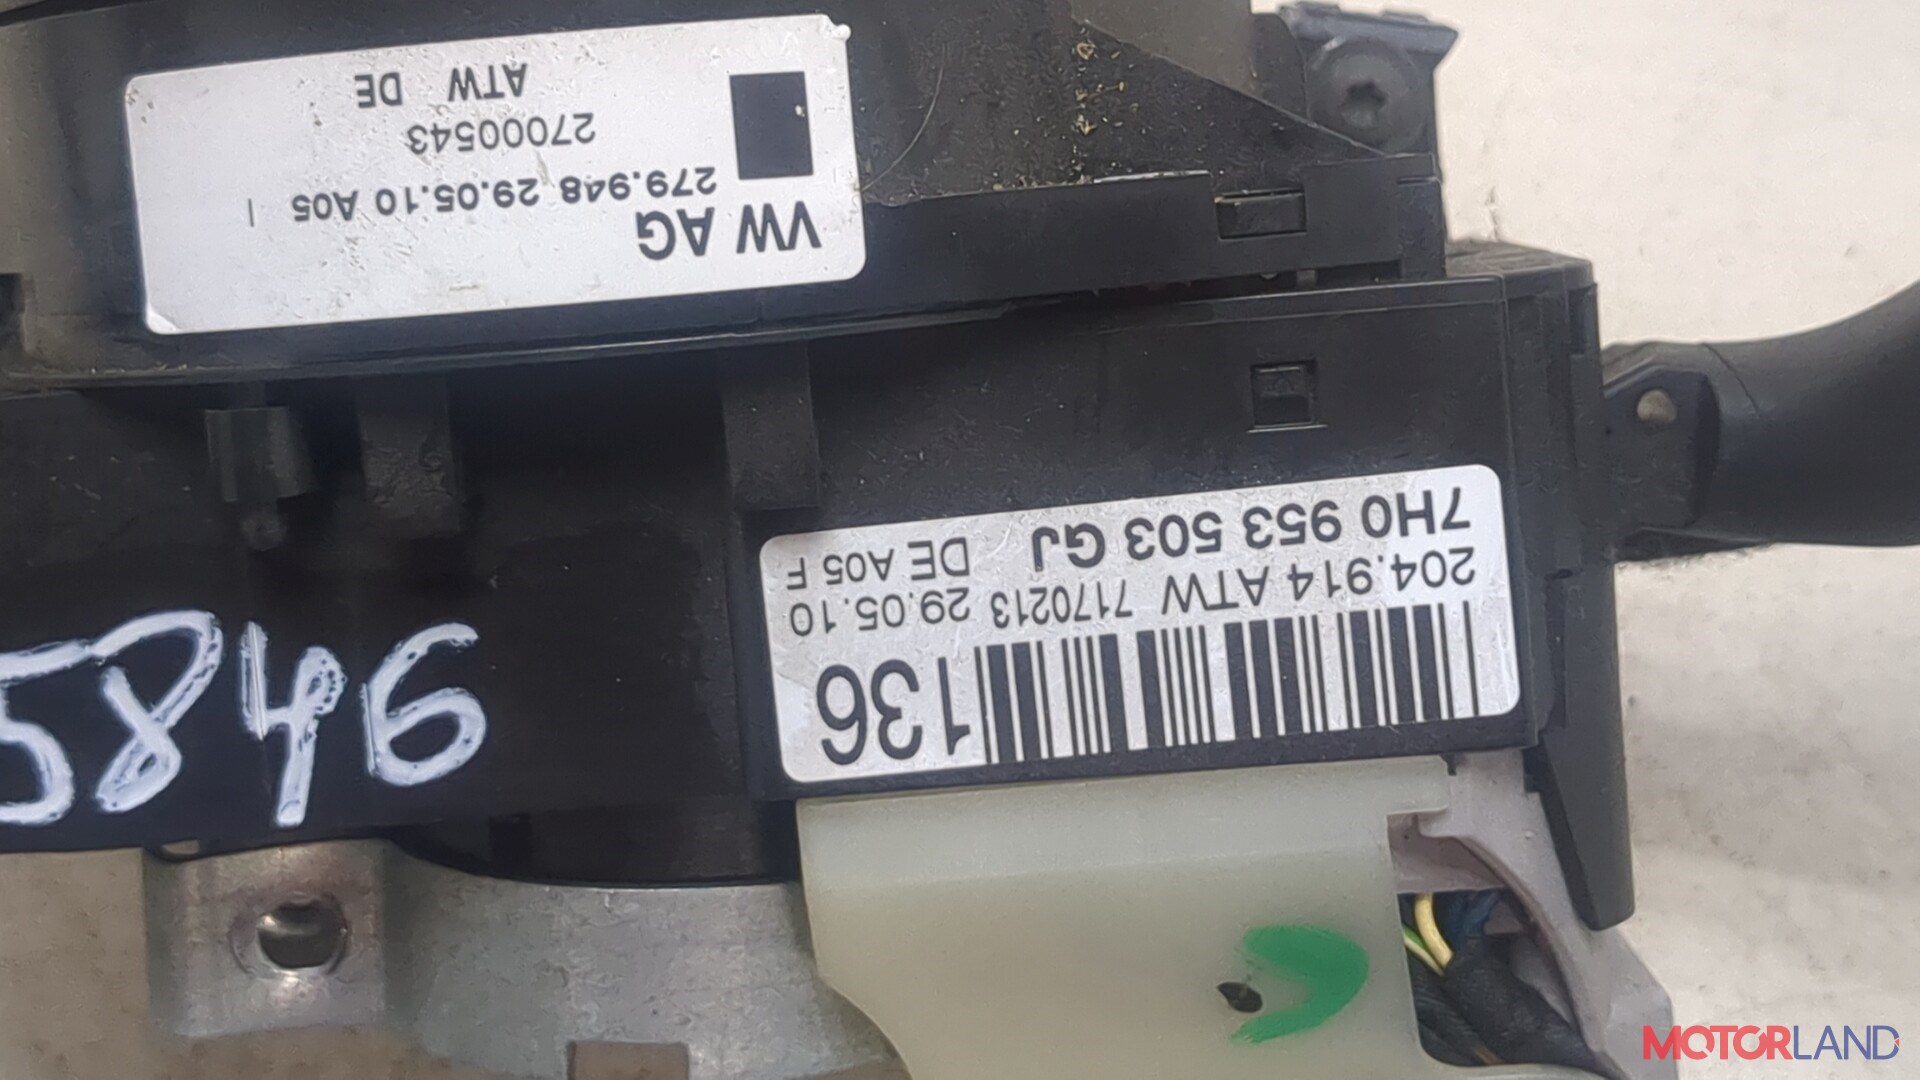 VW AG
279.948 29.05.10 A05 I
27000543
ATW DE
136
204.914 ATW 7170213 29.05.10
7H0 953 503 GJ DE A05 F
5846
MOTORLAND